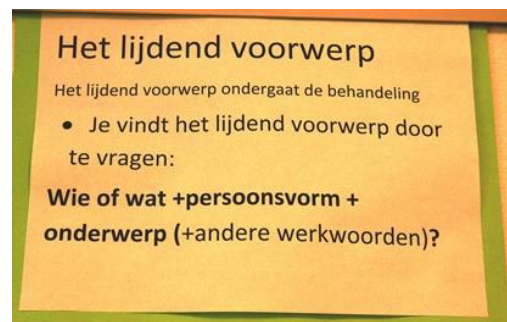 Het lijdend voorwerp
Het lijdend voorwerp ondergaat de behandeling
• Je vindt het lijdend voorwerp door
te vragen:
Wie of wat +persoonsvorm +
onderwerp (+andere werkwoorden)?